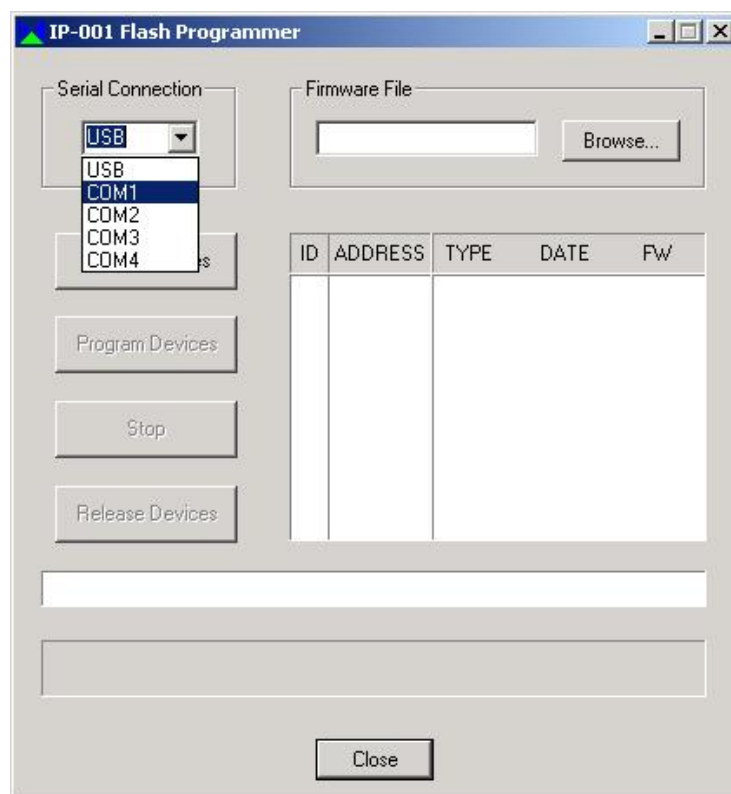 IP-001 Flash Programmer
Serial Connection
Firmware File
USB
Browse...
USB
COM1
COM2
COM3
COM4
ID ADDRESS TYPE DATE FW
Program Devices
Stop
Release Devices
Close